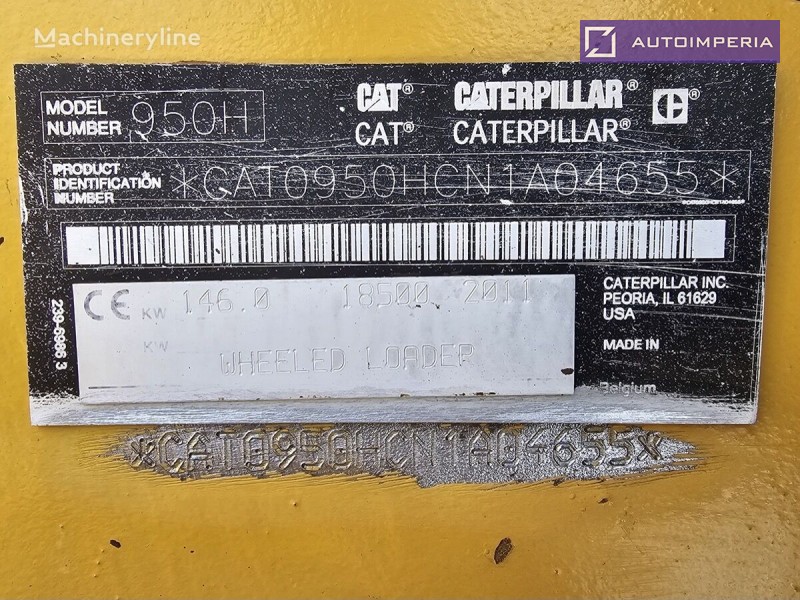 Machineryline
AUTOIMPERIA
CAT® CATERPILLAR® ®
CAT® CATERPILLAR®
MODEL
NUMBER 950H
PRODUCT
IDENTIFICATION
NUMBER *CAT0950HCN1A04655*
CE KW 146.0 18500 2011
KW
WHEELED LOADER
CATERPILLAR INC.
PEORIA, IL 61629
USA
MADE IN
Belgium
239-6986 3
*CAT0950HCN1A04655*